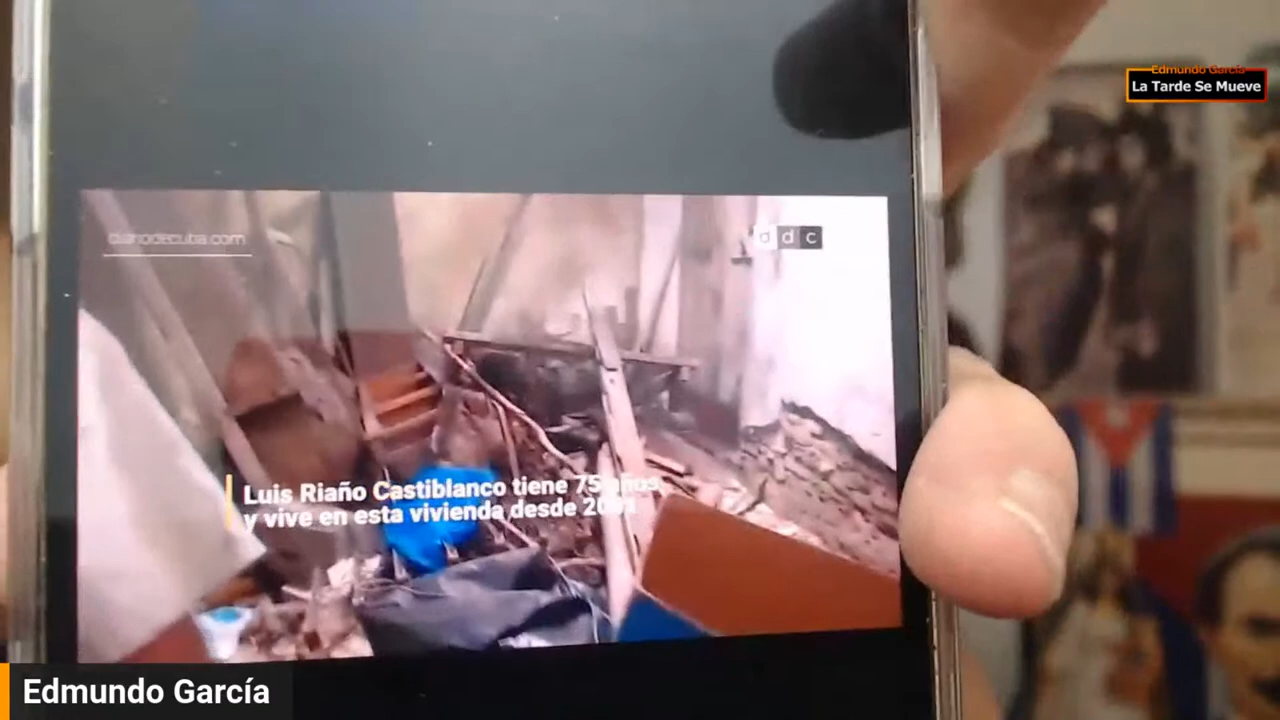 Edmundo García
La Tarde Se Mueve
diariodecuba.com
d d c
Luis Riaño Castiblanco tiene 75 años
y vive en esta vivienda desde
Edmundo García